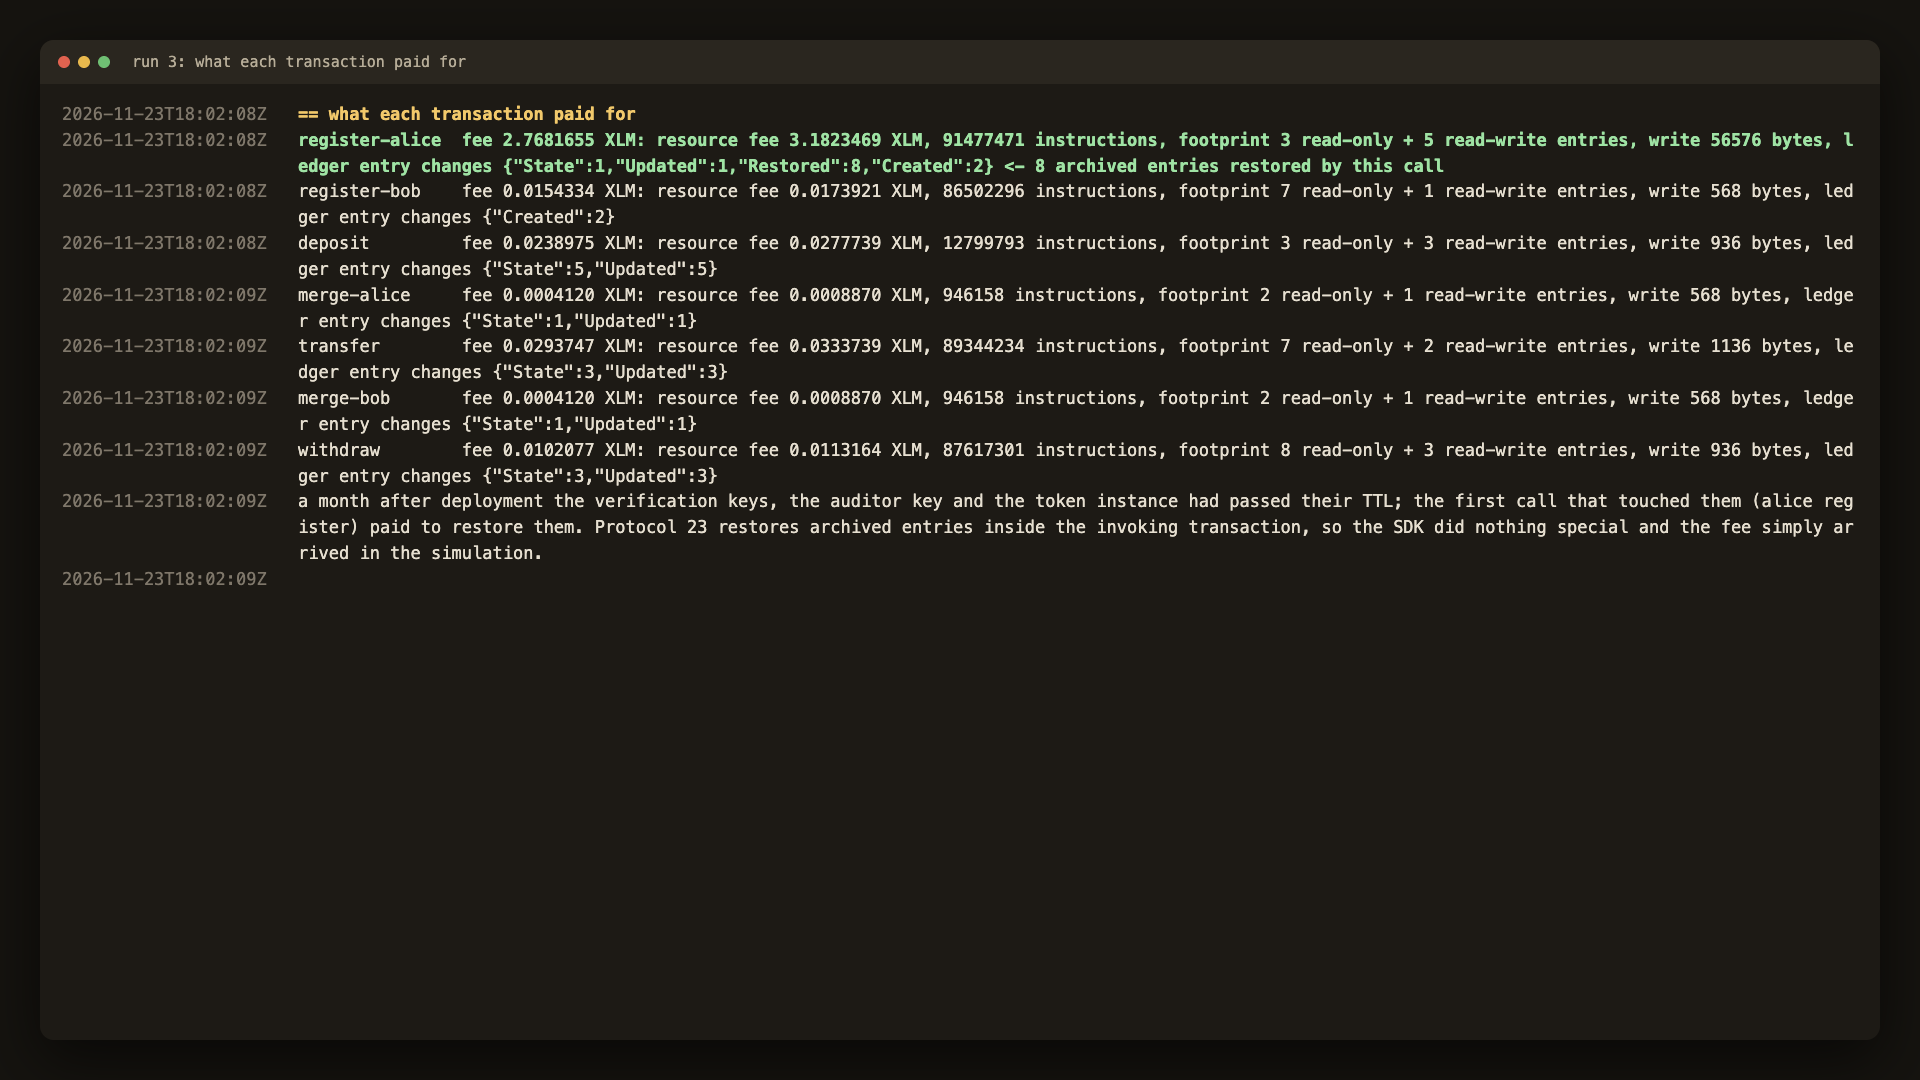 run 3: what each transaction paid for
2026-11-23T18:02:08Z == what each transaction paid for
2026-11-23T18:02:08Z register-alice fee 2.7681655 XLM: resource fee 3.1823469 XLM, 91477471 instructions, footprint 3 read-only + 5 read-write entries, write 56576 bytes, l
edger entry changes {"State":1,"Updated":1,"Restored":8,"Created":2} <- 8 archived entries restored by this call
2026-11-23T18:02:08Z register-bob fee 0.0154334 XLM: resource fee 0.0173921 XLM, 86502296 instructions, footprint 7 read-only + 1 read-write entries, write 568 bytes, led
ger entry changes {"Created":2}
2026-11-23T18:02:08Z deposit fee 0.0238975 XLM: resource fee 0.0277739 XLM, 12799793 instructions, footprint 3 read-only + 3 read-write entries, write 936 bytes, led
ger entry changes {"State":5,"Updated":5}
2026-11-23T18:02:09Z merge-alice fee 0.0004120 XLM: resource fee 0.0008870 XLM, 946158 instructions, footprint 2 read-only + 1 read-write entries, write 568 bytes, ledge
r entry changes {"State":1,"Updated":1}
2026-11-23T18:02:09Z transfer fee 0.0293747 XLM: resource fee 0.0333739 XLM, 89344234 instructions, footprint 7 read-only + 2 read-write entries, write 1136 bytes, le
dger entry changes {"State":3,"Updated":3}
2026-11-23T18:02:09Z merge-bob fee 0.0004120 XLM: resource fee 0.0008870 XLM, 946158 instructions, footprint 2 read-only + 1 read-write entries, write 568 bytes, ledge
r entry changes {"State":1,"Updated":1}
2026-11-23T18:02:09Z withdraw fee 0.0102077 XLM: resource fee 0.0113164 XLM, 87617301 instructions, footprint 8 read-only + 3 read-write entries, write 936 bytes, led
ger entry changes {"State":3,"Updated":3}
2026-11-23T18:02:09Z a month after deployment the verification keys, the auditor key and the token instance had passed their TTL; the first call that touched them (alice reg
ister) paid to restore them. Protocol 23 restores archived entries inside the invoking transaction, so the SDK did nothing special and the fee simply ar
rived in the simulation.
2026-11-23T18:02:09Z